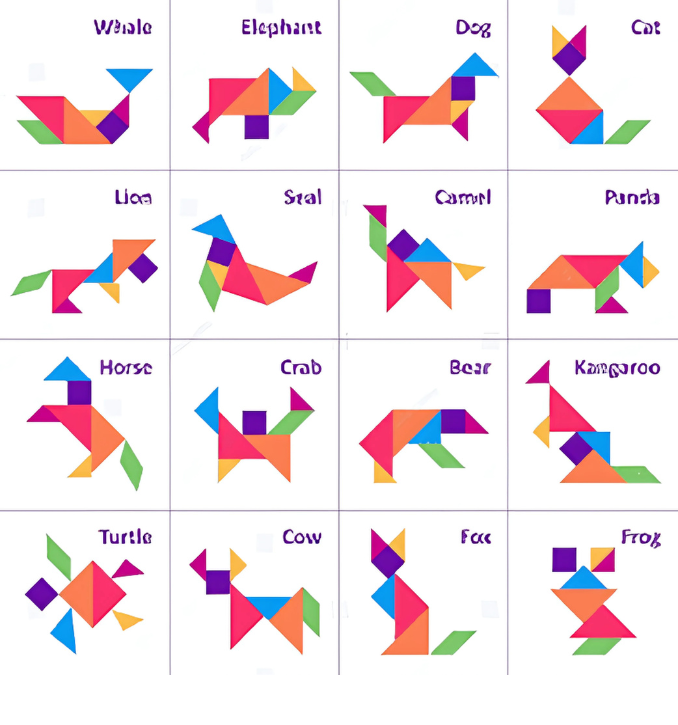 Whale
Elephant
Dog
Cat
Lion
Seal
Camel
Panda
Horse
Crab
Bear
Kangaroo
Turtle
Cow
Fox
Frog